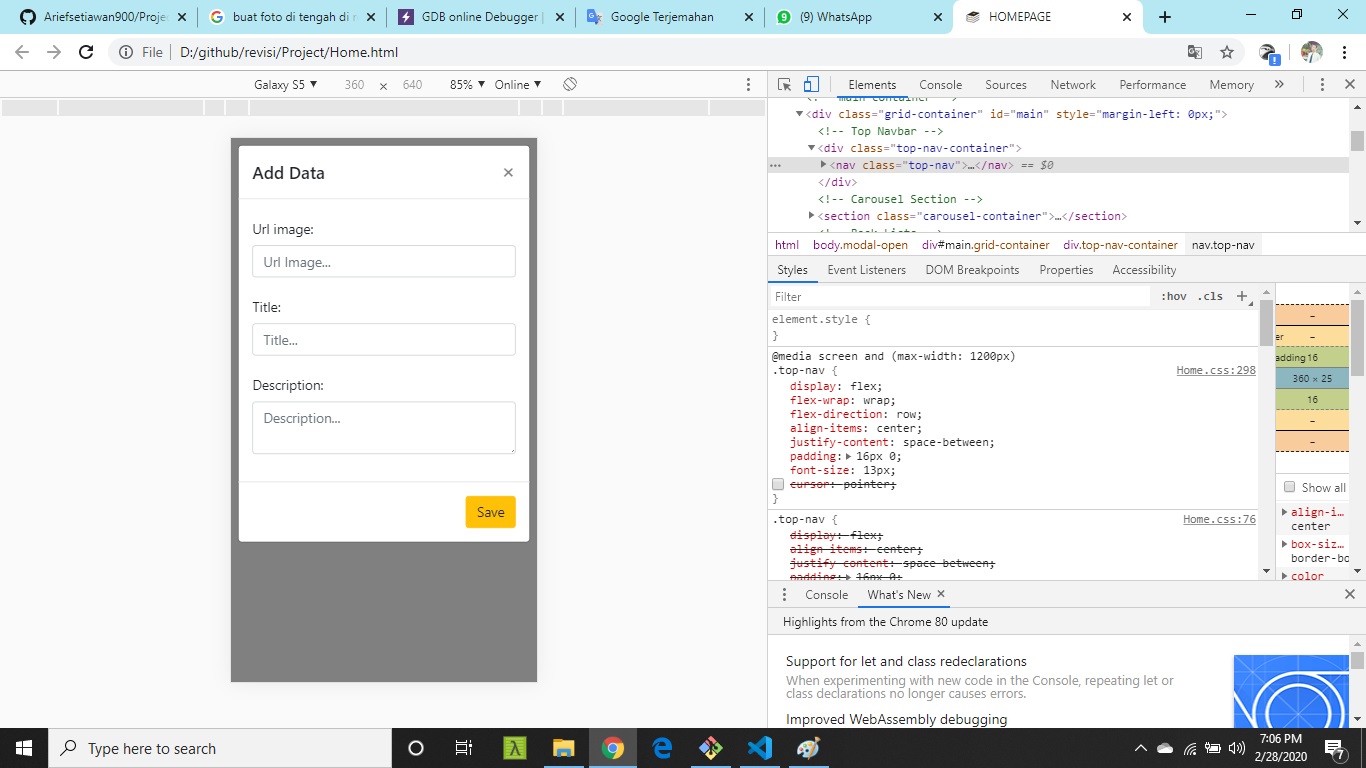 Ariefsetiawan900/Proje
buat foto di tengah di m
GDB online Debugger |
Google Terjemahan
(9) WhatsApp
HOMEPAGE
File | D:/github/revisi/Project/Home.html
Galaxy S5 ▼ 360 × 640 85% ▼ Online ▼
Elements Console Sources Network Performance Memory »
<!-- main container -->
▼<div class="grid-container" id="main" style="margin-left: 0px;">
<!-- Top Navbar -->
▼<div class="top-nav-container">
... ▶<nav class="top-nav">…</nav> == $0
</div>
<!-- Carousel Section -->
▶<section class="carousel-container">…</section>
html body.modal-open div#main.grid-container div.top-nav-container nav.top-nav
Styles Event Listeners DOM Breakpoints Properties Accessibility
Filter :hov .cls +
element.style {
}
@media screen and (max-width: 1200px)
.top-nav { Home.css:298
display: flex;
flex-wrap: wrap;
flex-direction: row;
align-items: center;
justify-content: space-between;
padding:▶ 16px 0;
font-size: 13px;
cursor: pointer;
}
.top-nav { Home.css:76
display: flex;
align-items: center;
justify-content: space-between;
padding:▶ 16px 0;
–
er –
adding 16
360 × 25
16
–
–
Show all
▶ align-i…
center
▶ box-siz…
border-bo
▶ color
Console What's New ×
Highlights from the Chrome 80 update
Support for let and class redeclarations
When experimenting with new code in the Console, repeating let or
class declarations no longer causes errors.
Improved WebAssembly debugging
Add Data ×
Url image:
Url Image...
Title:
Title...
Description:
Description...
Save
Type here to search
7:06 PM
2/28/2020
7